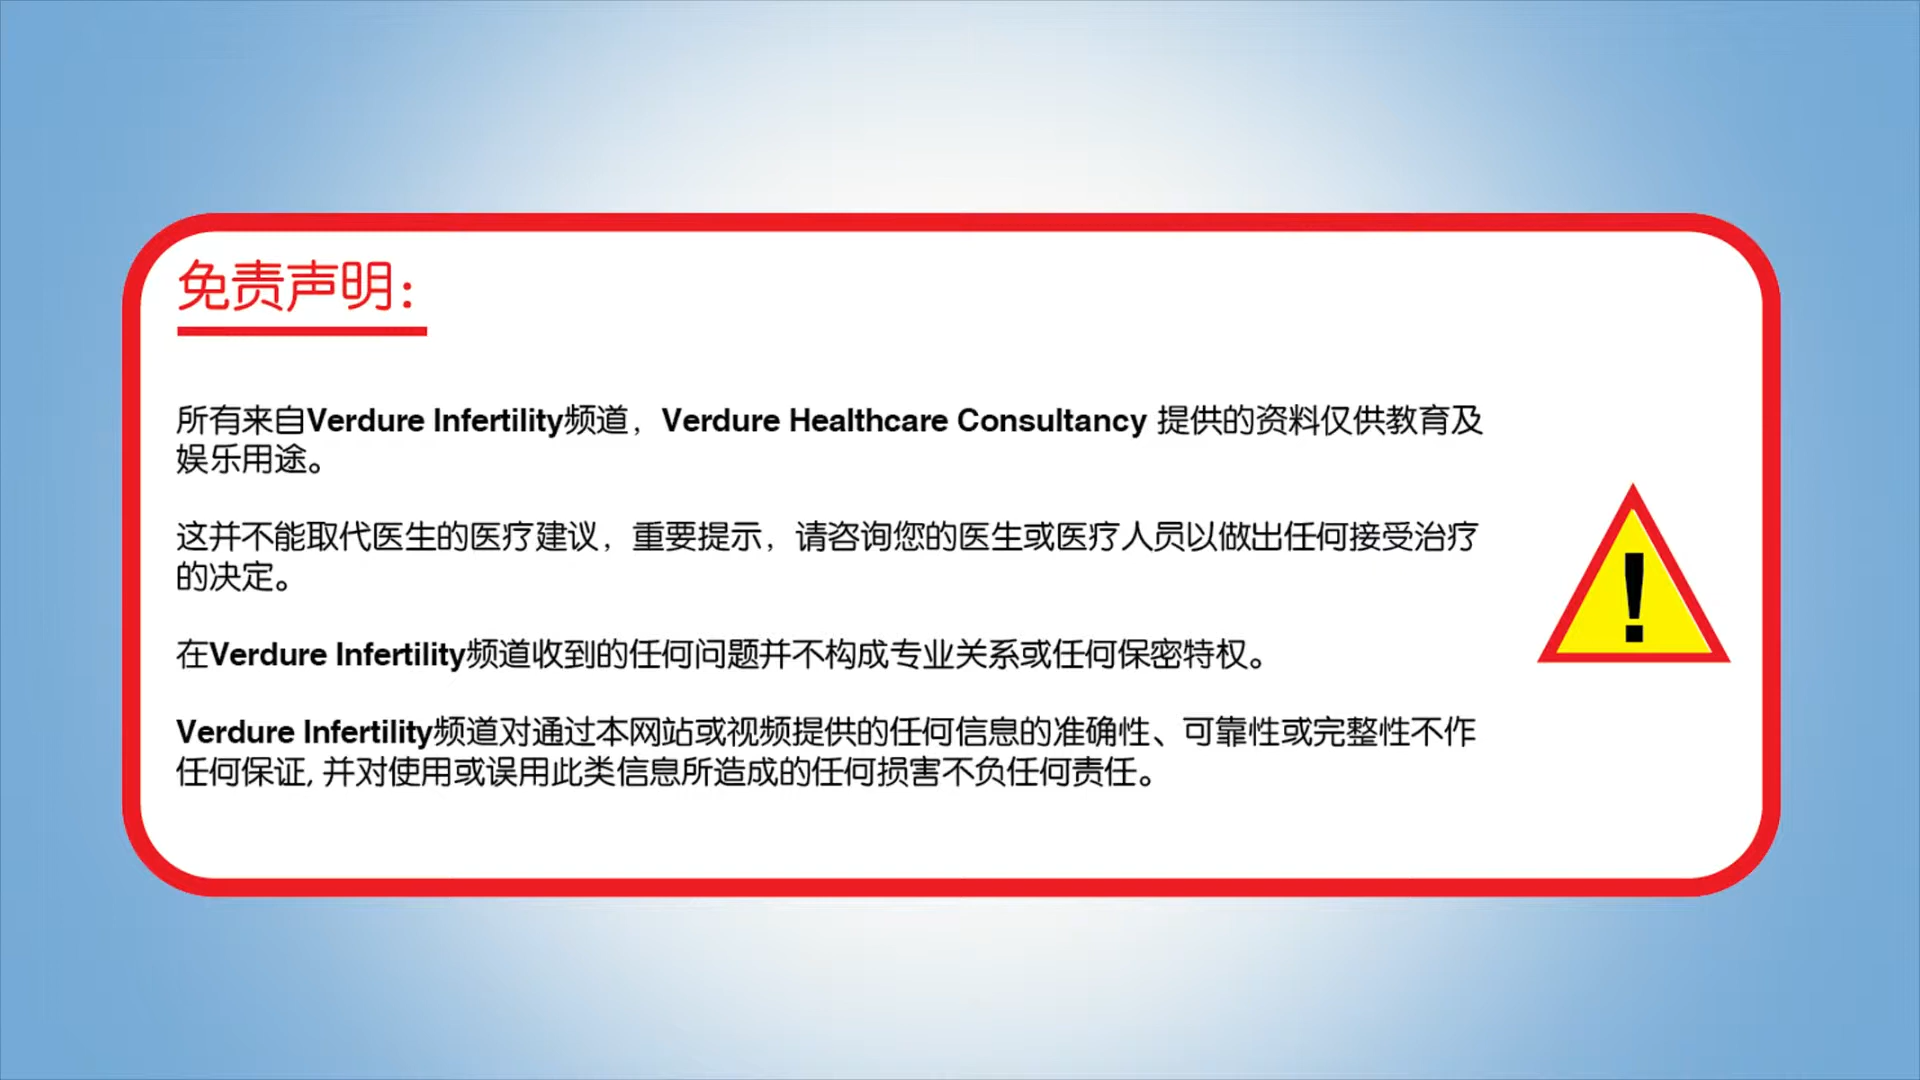 免责声明：
所有来自Verdure Infertility频道，Verdure Healthcare Consultancy 提供的资料仅供教育及
娱乐用途。
这并不能取代医生的医疗建议，重要提示，请咨询您的医生或医疗人员以做出任何接受治疗
的决定。
在Verdure Infertility频道收到的任何问题并不构成专业关系或任何保密特权。
Verdure Infertility频道对通过本网站或视频提供的任何信息的准确性、可靠性或完整性不作
任何保证, 并对使用或误用此类信息所造成的任何损害不负任何责任。